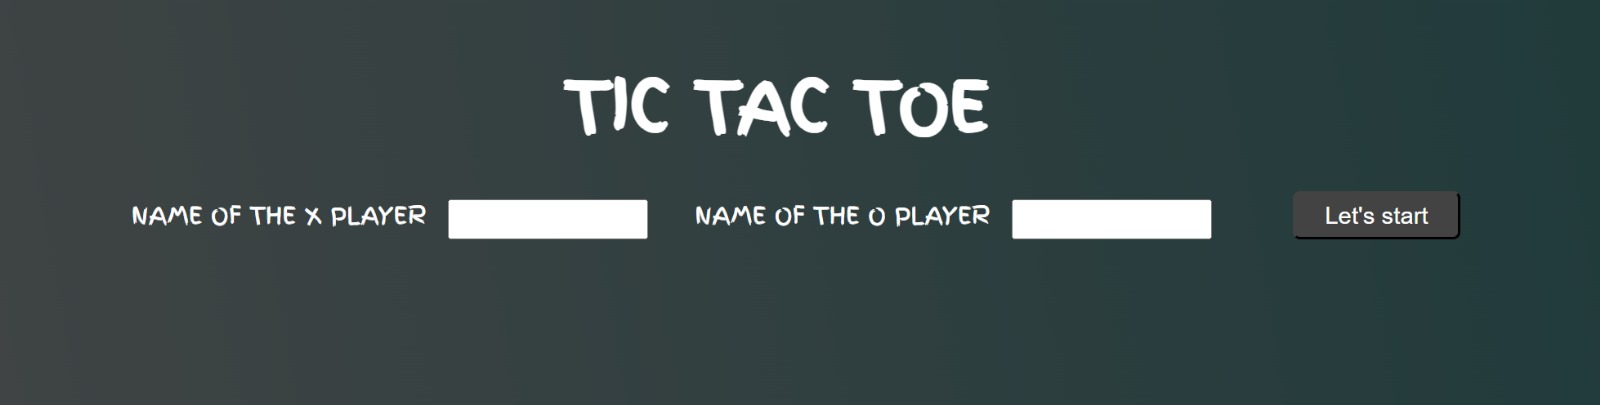 TIC TAC TOE
NAME OF THE X PLAYER NAME OF THE O PLAYER Let's start